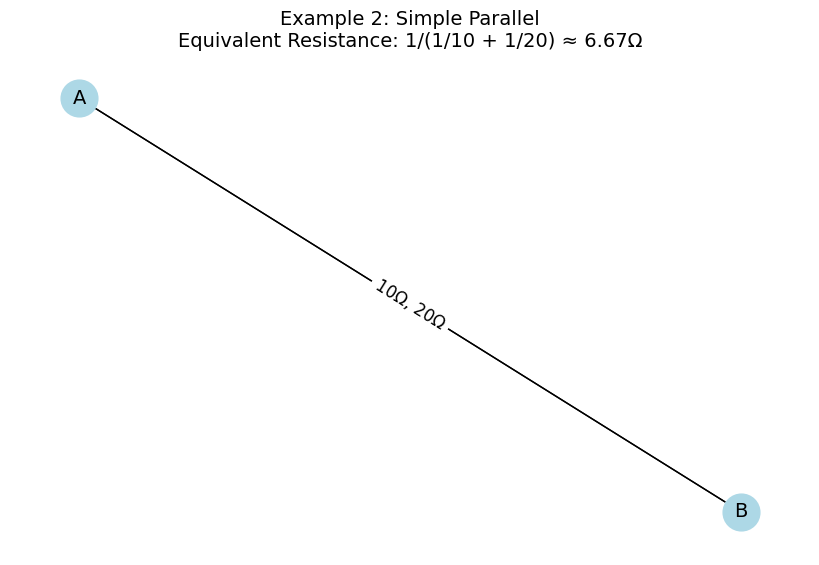 Example 2: Simple Parallel
Equivalent Resistance: 1/(1/10 + 1/20) ≈ 6.67Ω
A
10Ω, 20Ω
B